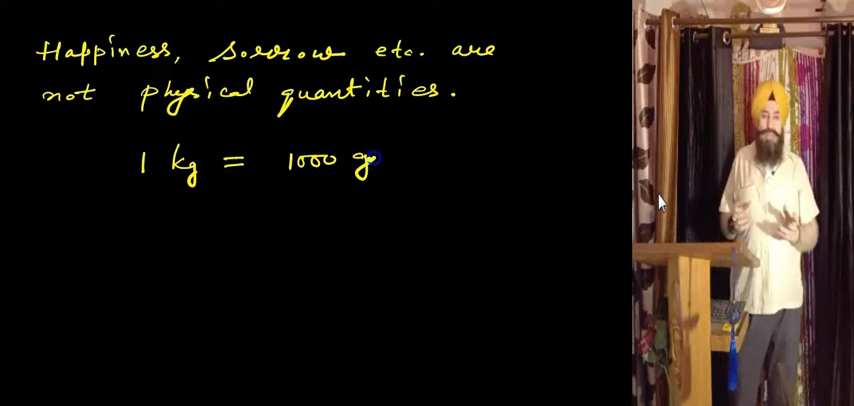 Happiness, sorrow etc. are
not physical quantities.
1 kg = 1000 g